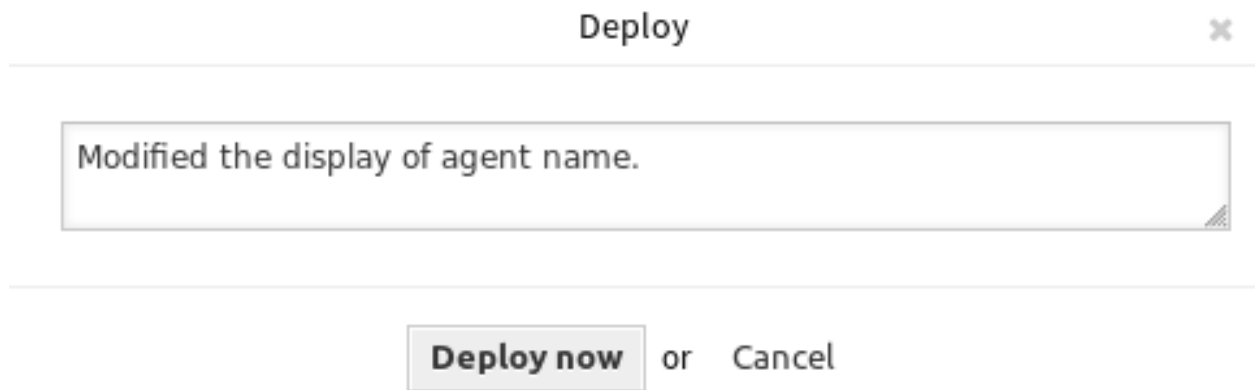 Deploy
Modified the display of agent name.
Deploy now or Cancel